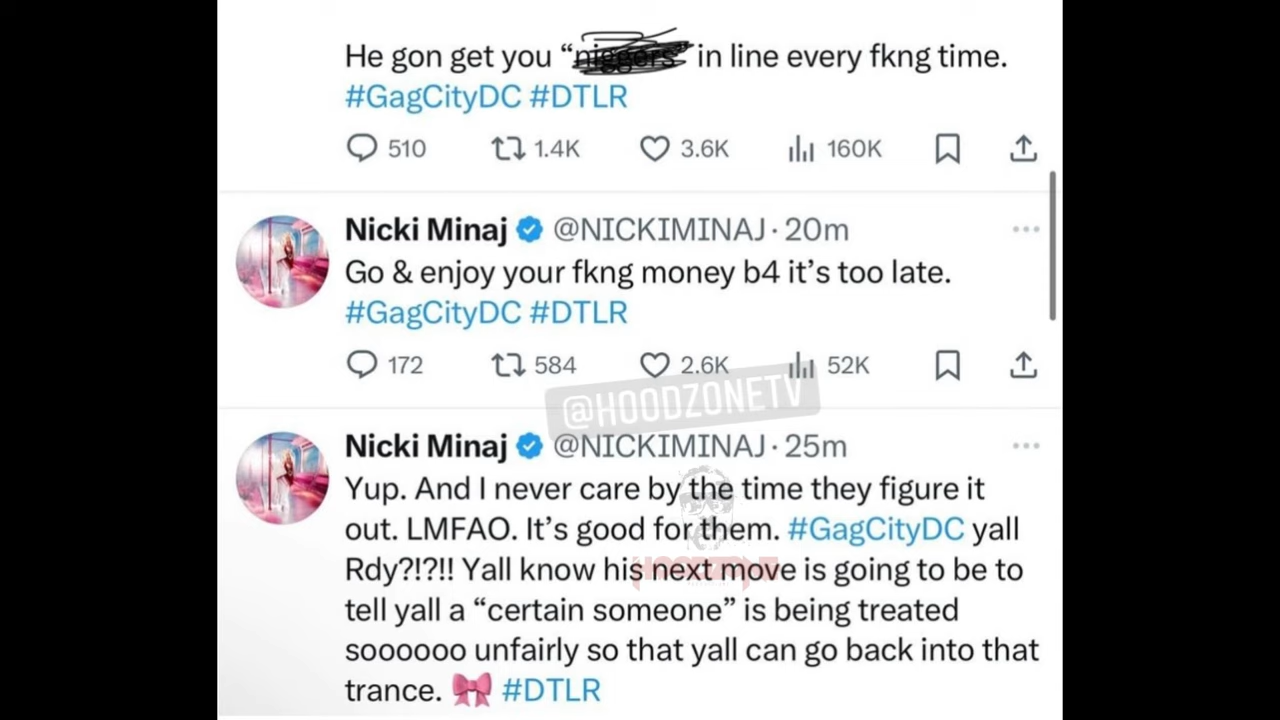 He gon get you “niggers” in line every fkng time.
#GagCityDC #DTLR
510 1.4K 3.6K 160K
Nicki Minaj @NICKIMINAJ · 20m
Go & enjoy your fkng money b4 it’s too late.
#GagCityDC #DTLR
172 584 2.6K 52K
@HOODZONETV
Nicki Minaj @NICKIMINAJ · 25m
Yup. And I never care by the time they figure it
out. LMFAO. It’s good for them. #GagCityDC yall
Rdy?!?!! Yall know his next move is going to be to
HOODZONE
tell yall a “certain someone” is being treated
soooooo unfairly so that yall can go back into that
trance. 🎀 #DTLR